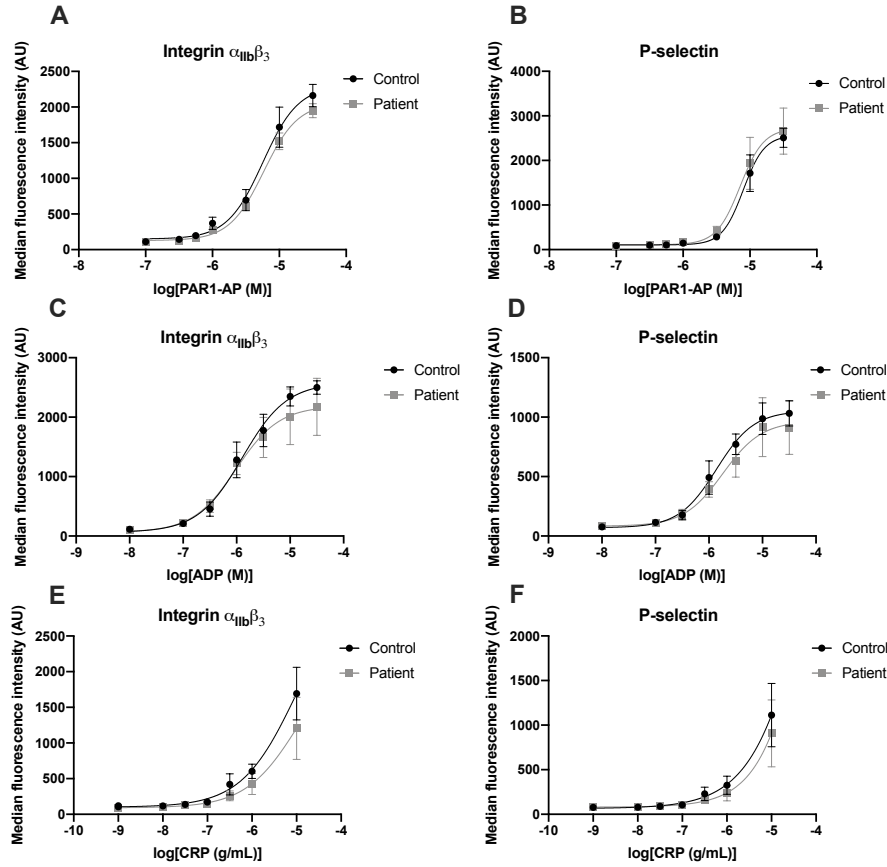 A
Integrin αIIbβ3
Median fluorescence intensity (AU)
2500
2000
1500
1000
500
0
-8 -7 -6 -5 -4
log[PAR1-AP (M)]
Control
Patient
B
P-selectin
Median fluorescence intensity (AU)
4000
3000
2000
1000
0
-8 -7 -6 -5 -4
log[PAR1-AP (M)]
Control
Patient
C
Integrin αIIbβ3
Median fluorescence intensity (AU)
3000
2000
1000
0
-9 -8 -7 -6 -5 -4
log[ADP (M)]
Control
Patient
D
P-selectin
Median fluorescence intensity (AU)
1500
1000
500
0
-9 -8 -7 -6 -5 -4
log[ADP (M)]
Control
Patient
E
Integrin αIIbβ3
Median fluorescence intensity (AU)
2500
2000
1500
1000
500
0
-10 -9 -8 -7 -6 -5 -4
log[CRP (g/mL)]
Control
Patient
F
P-selectin
Median fluorescence intensity (AU)
2000
1500
1000
500
0
-10 -9 -8 -7 -6 -5 -4
log[CRP (g/mL)]
Control
Patient